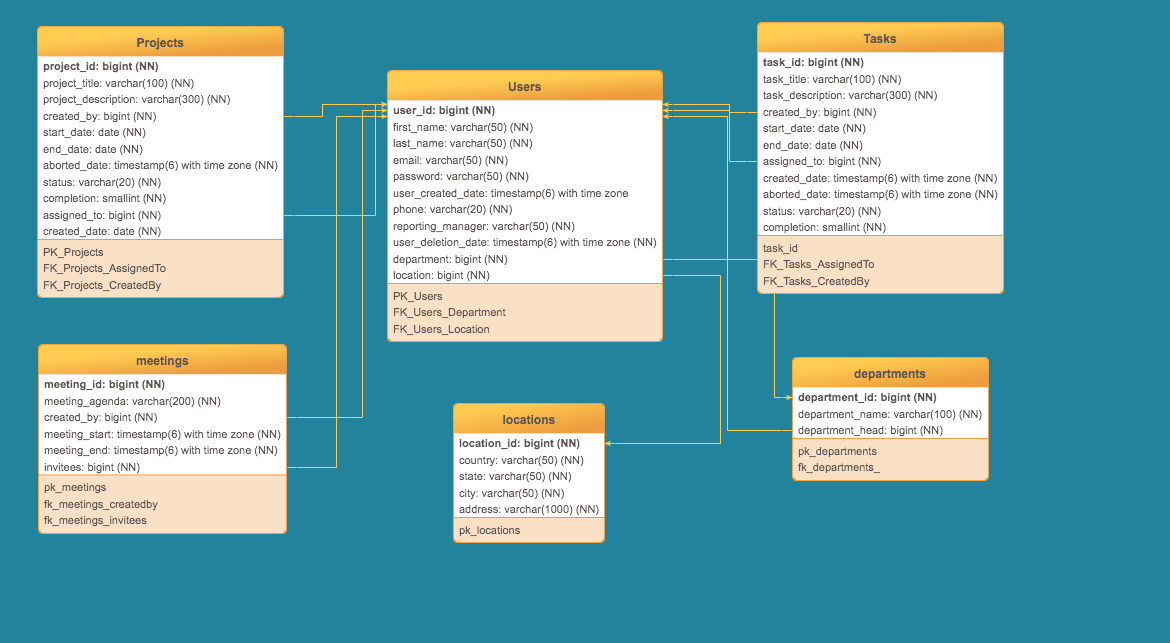 Projects
project_id: bigint (NN)
project_title: varchar(100) (NN)
project_description: varchar(300) (NN)
created_by: bigint (NN)
start_date: date (NN)
end_date: date (NN)
aborted_date: timestamp(6) with time zone (NN)
status: varchar(20) (NN)
completion: smallint (NN)
assigned_to: bigint (NN)
created_date: date (NN)
PK_Projects
FK_Projects_AssignedTo
FK_Projects_CreatedBy
Users
user_id: bigint (NN)
first_name: varchar(50) (NN)
last_name: varchar(50) (NN)
email: varchar(50) (NN)
password: varchar(50) (NN)
user_created_date: timestamp(6) with time zone
phone: varchar(20) (NN)
reporting_manager: varchar(50) (NN)
user_deletion_date: timestamp(6) with time zone (NN)
department: bigint (NN)
location: bigint (NN)
PK_Users
FK_Users_Department
FK_Users_Location
Tasks
task_id: bigint (NN)
task_title: varchar(100) (NN)
task_description: varchar(300) (NN)
created_by: bigint (NN)
start_date: date (NN)
end_date: date (NN)
assigned_to: bigint (NN)
created_date: timestamp(6) with time zone (NN)
aborted_date: timestamp(6) with time zone (NN)
status: varchar(20) (NN)
completion: smallint (NN)
task_id
FK_Tasks_AssignedTo
FK_Tasks_CreatedBy
meetings
meeting_id: bigint (NN)
meeting_agenda: varchar(200) (NN)
created_by: bigint (NN)
meeting_start: timestamp(6) with time zone (NN)
meeting_end: timestamp(6) with time zone (NN)
invitees: bigint (NN)
pk_meetings
fk_meetings_createdby
fk_meetings_invitees
locations
location_id: bigint (NN)
country: varchar(50) (NN)
state: varchar(50) (NN)
city: varchar(50) (NN)
address: varchar(1000) (NN)
pk_locations
departments
department_id: bigint (NN)
department_name: varchar(100) (NN)
department_head: bigint (NN)
pk_departments
fk_departments_